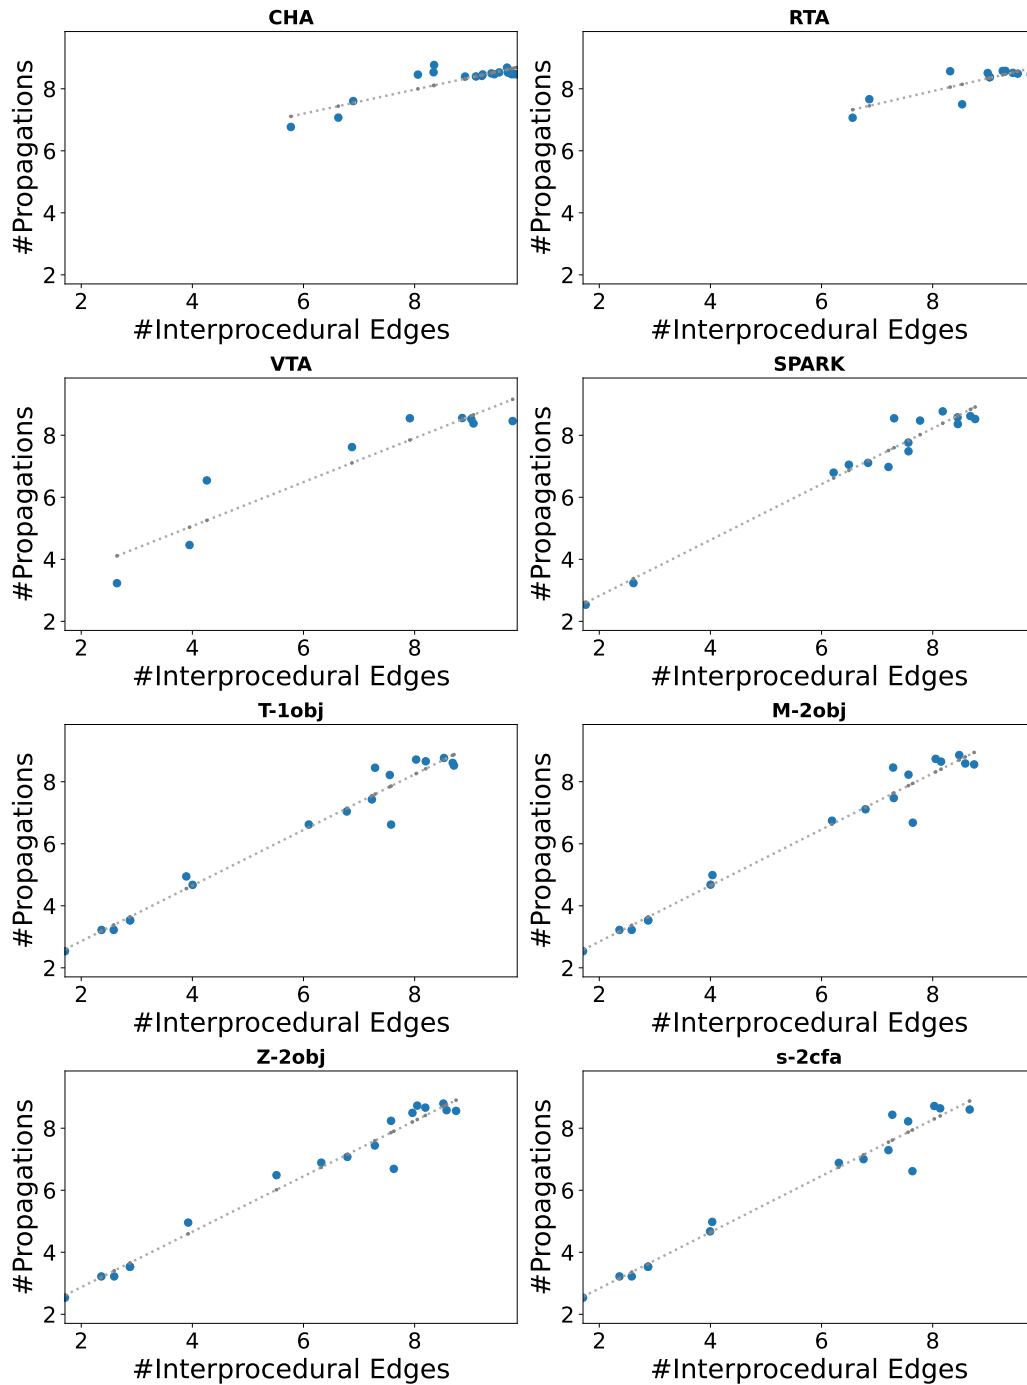 CHA
RTA
#Propagations
8
6
4
2
2 4 6 8
#Interprocedural Edges
#Propagations
8
6
4
2
2 4 6 8
#Interprocedural Edges
VTA
SPARK
#Propagations
8
6
4
2
2 4 6 8
#Interprocedural Edges
#Propagations
8
6
4
2
2 4 6 8
#Interprocedural Edges
T-1obj
M-2obj
#Propagations
8
6
4
2
2 4 6 8
#Interprocedural Edges
#Propagations
8
6
4
2
2 4 6 8
#Interprocedural Edges
Z-2obj
s-2cfa
#Propagations
8
6
4
2
2 4 6 8
#Interprocedural Edges
#Propagations
8
6
4
2
2 4 6 8
#Interprocedural Edges